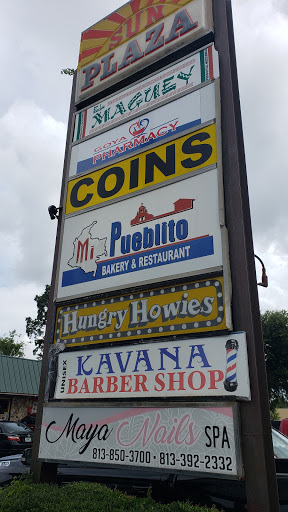 SUN
PLAZA
MAGUEY
GOYA
PHARMACY
COINS
Mi Pueblito
BAKERY & RESTAURANT
Hungry Howies
UNISEX
KAVANA
BARBER SHOP
Maya Nails SPA
813-850-3700 • 813-392-2332